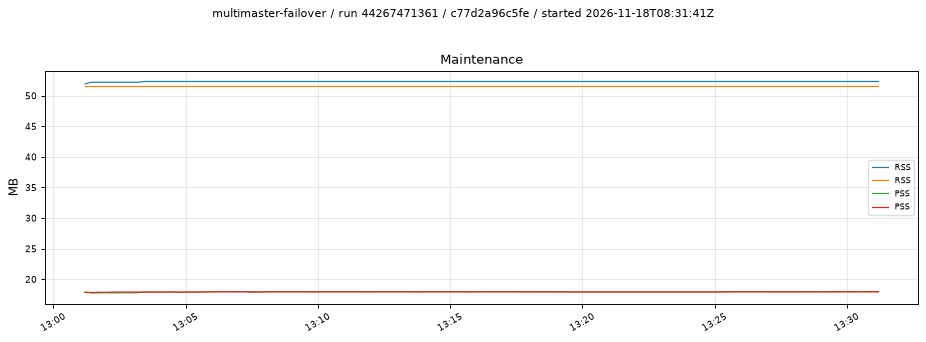 multimaster-failover / run 44267471361 / c77d2a96c5fe / started 2026-11-18T08:31:41Z
Maintenance
50
45
40
35
30
25
20
MB
RSS
RSS
PSS
PSS
13:00
13:05
13:10
13:15
13:20
13:25
13:30